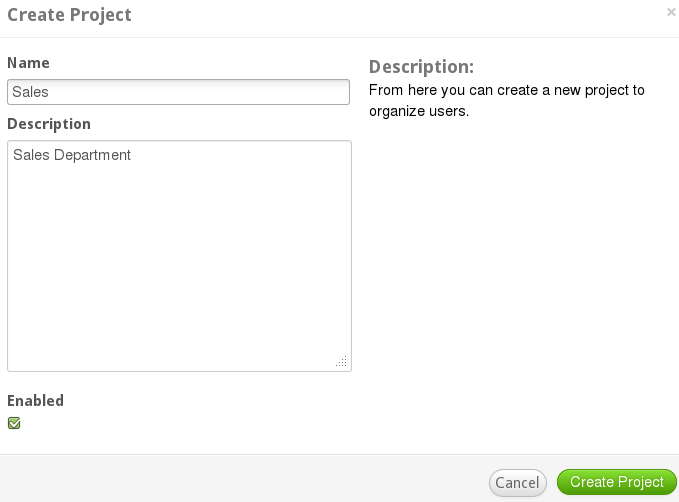 Create Project
×
Name
Sales
Description
Sales Department
Enabled
Description:
From here you can create a new project to
organize users.
Cancel
Create Project